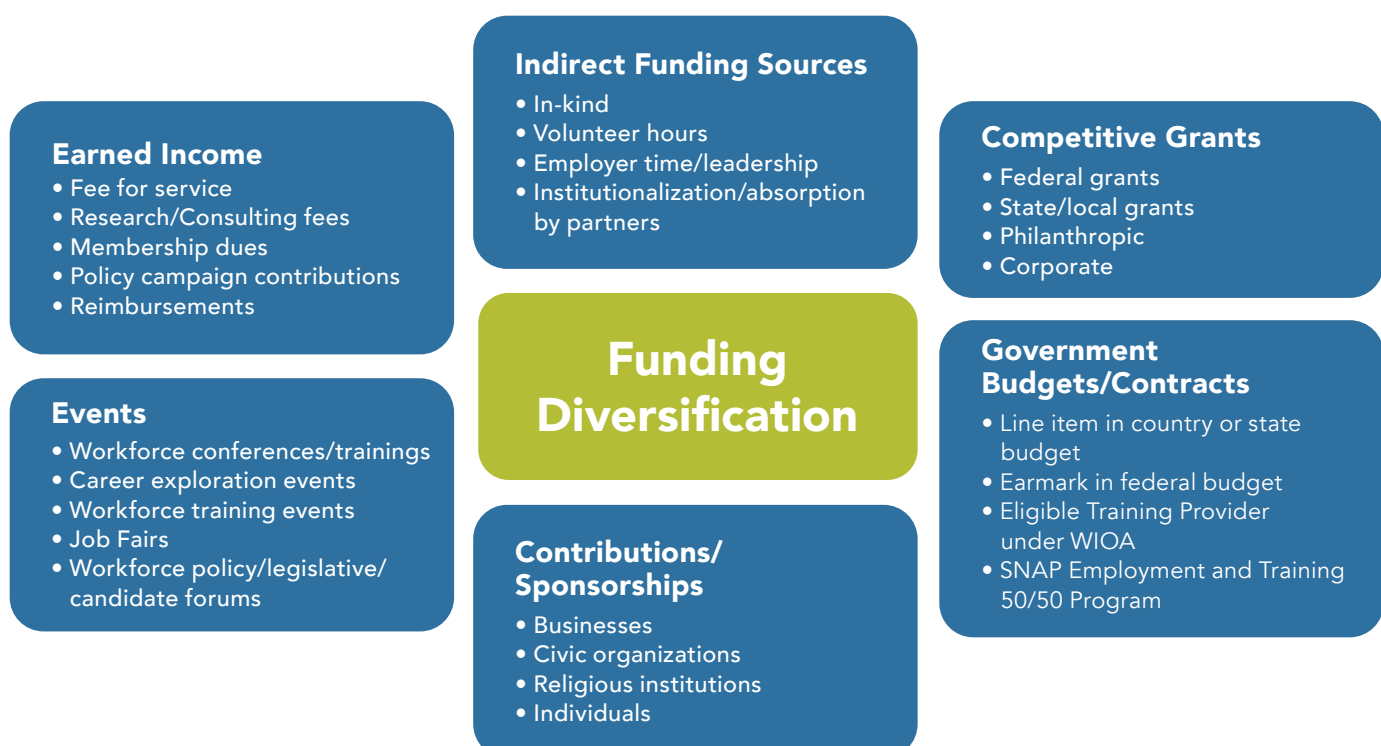 Indirect Funding Sources
• In-kind
• Volunteer hours
• Employer time/leadership
• Institutionalization/absorption
by partners
Earned Income
• Fee for service
• Research/Consulting fees
• Membership dues
• Policy campaign contributions
• Reimbursements
Competitive Grants
• Federal grants
• State/local grants
• Philanthropic
• Corporate
Funding
Diversification
Events
• Workforce conferences/trainings
• Career exploration events
• Workforce training events
• Job Fairs
• Workforce policy/legislative/
candidate forums
Government
Budgets/Contracts
• Line item in country or state
budget
• Earmark in federal budget
• Eligible Training Provider
under WIOA
• SNAP Employment and Training
50/50 Program
Contributions/
Sponsorships
• Businesses
• Civic organizations
• Religious institutions
• Individuals